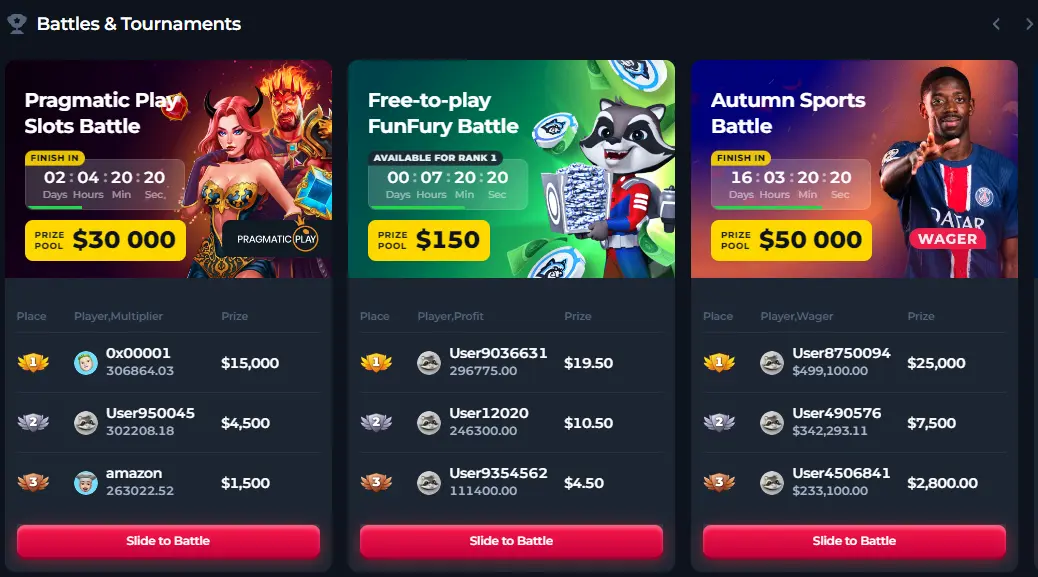 Battles & Tournaments
Pragmatic Play
Slots Battle
FINISH IN
02 : 04 : 20 : 20
Days Hours Min Sec
PRIZE POOL $30 000
PRAGMATIC PLAY
Place Player,Multiplier Prize
1 0x00001 $15,000
306864.03
2 User950045 $4,500
302208.18
3 amazon $1,500
263022.52
Slide to Battle
Free-to-play
FunFury Battle
AVAILABLE FOR RANK 1
00 : 07 : 20 : 20
Days Hours Min Sec
PRIZE POOL $150
Place Player,Profit Prize
1 User9036631 $19.50
296775.00
2 User12020 $10.50
246300.00
3 User9354562 $4.50
111400.00
Slide to Battle
Autumn Sports
Battle
FINISH IN
16 : 03 : 20 : 20
Days Hours Min Sec
PRIZE POOL $50 000
QATAR
WAGER
Place Player,Wager Prize
1 User8750094 $25,000
$499,100.00
2 User490576 $7,500
$342,293.11
3 User4506841 $2,800.00
$233,100.00
Slide to Battle